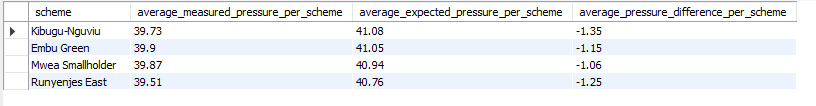 scheme average_measured_pressure_per_scheme average_expected_pressure_per_scheme average_pressure_difference_per_scheme
Kibugu-Nguviu 39.73 41.08 -1.35
Embu Green 39.9 41.05 -1.15
Mwea Smallholder 39.87 40.94 -1.06
Runyenjes East 39.51 40.76 -1.25